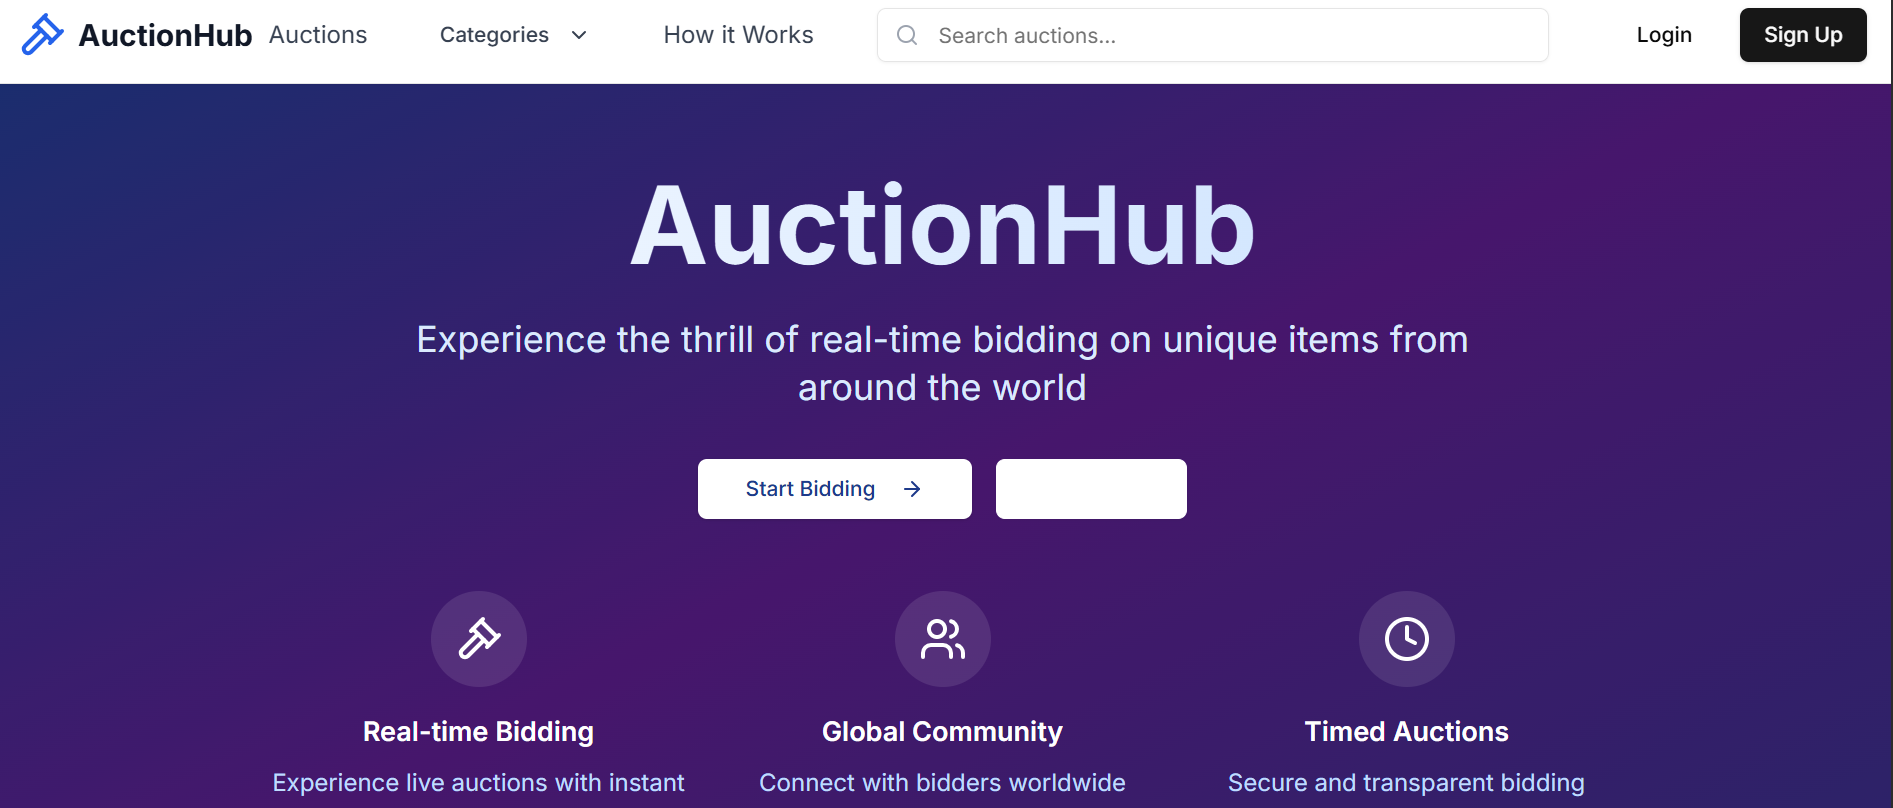 AuctionHub Auctions Categories How it Works Search auctions... Login Sign Up
AuctionHub
Experience the thrill of real-time bidding on unique items from
around the world
Start Bidding
Real-time Bidding
Experience live auctions with instant
Global Community
Connect with bidders worldwide
Timed Auctions
Secure and transparent bidding